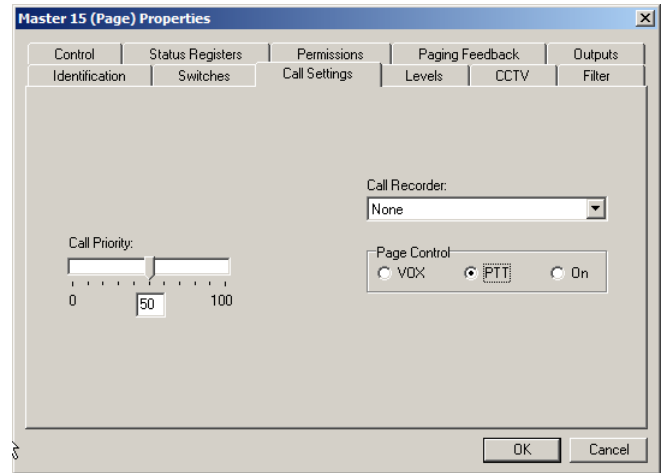 Master 15 (Page) Properties
Control Status Registers Permissions Paging Feedback Outputs
Identification Switches Call Settings Levels CCTV Filter
Call Recorder:
None
Call Priority:
Page Control
VOX PTT On
0 50 100
OK Cancel